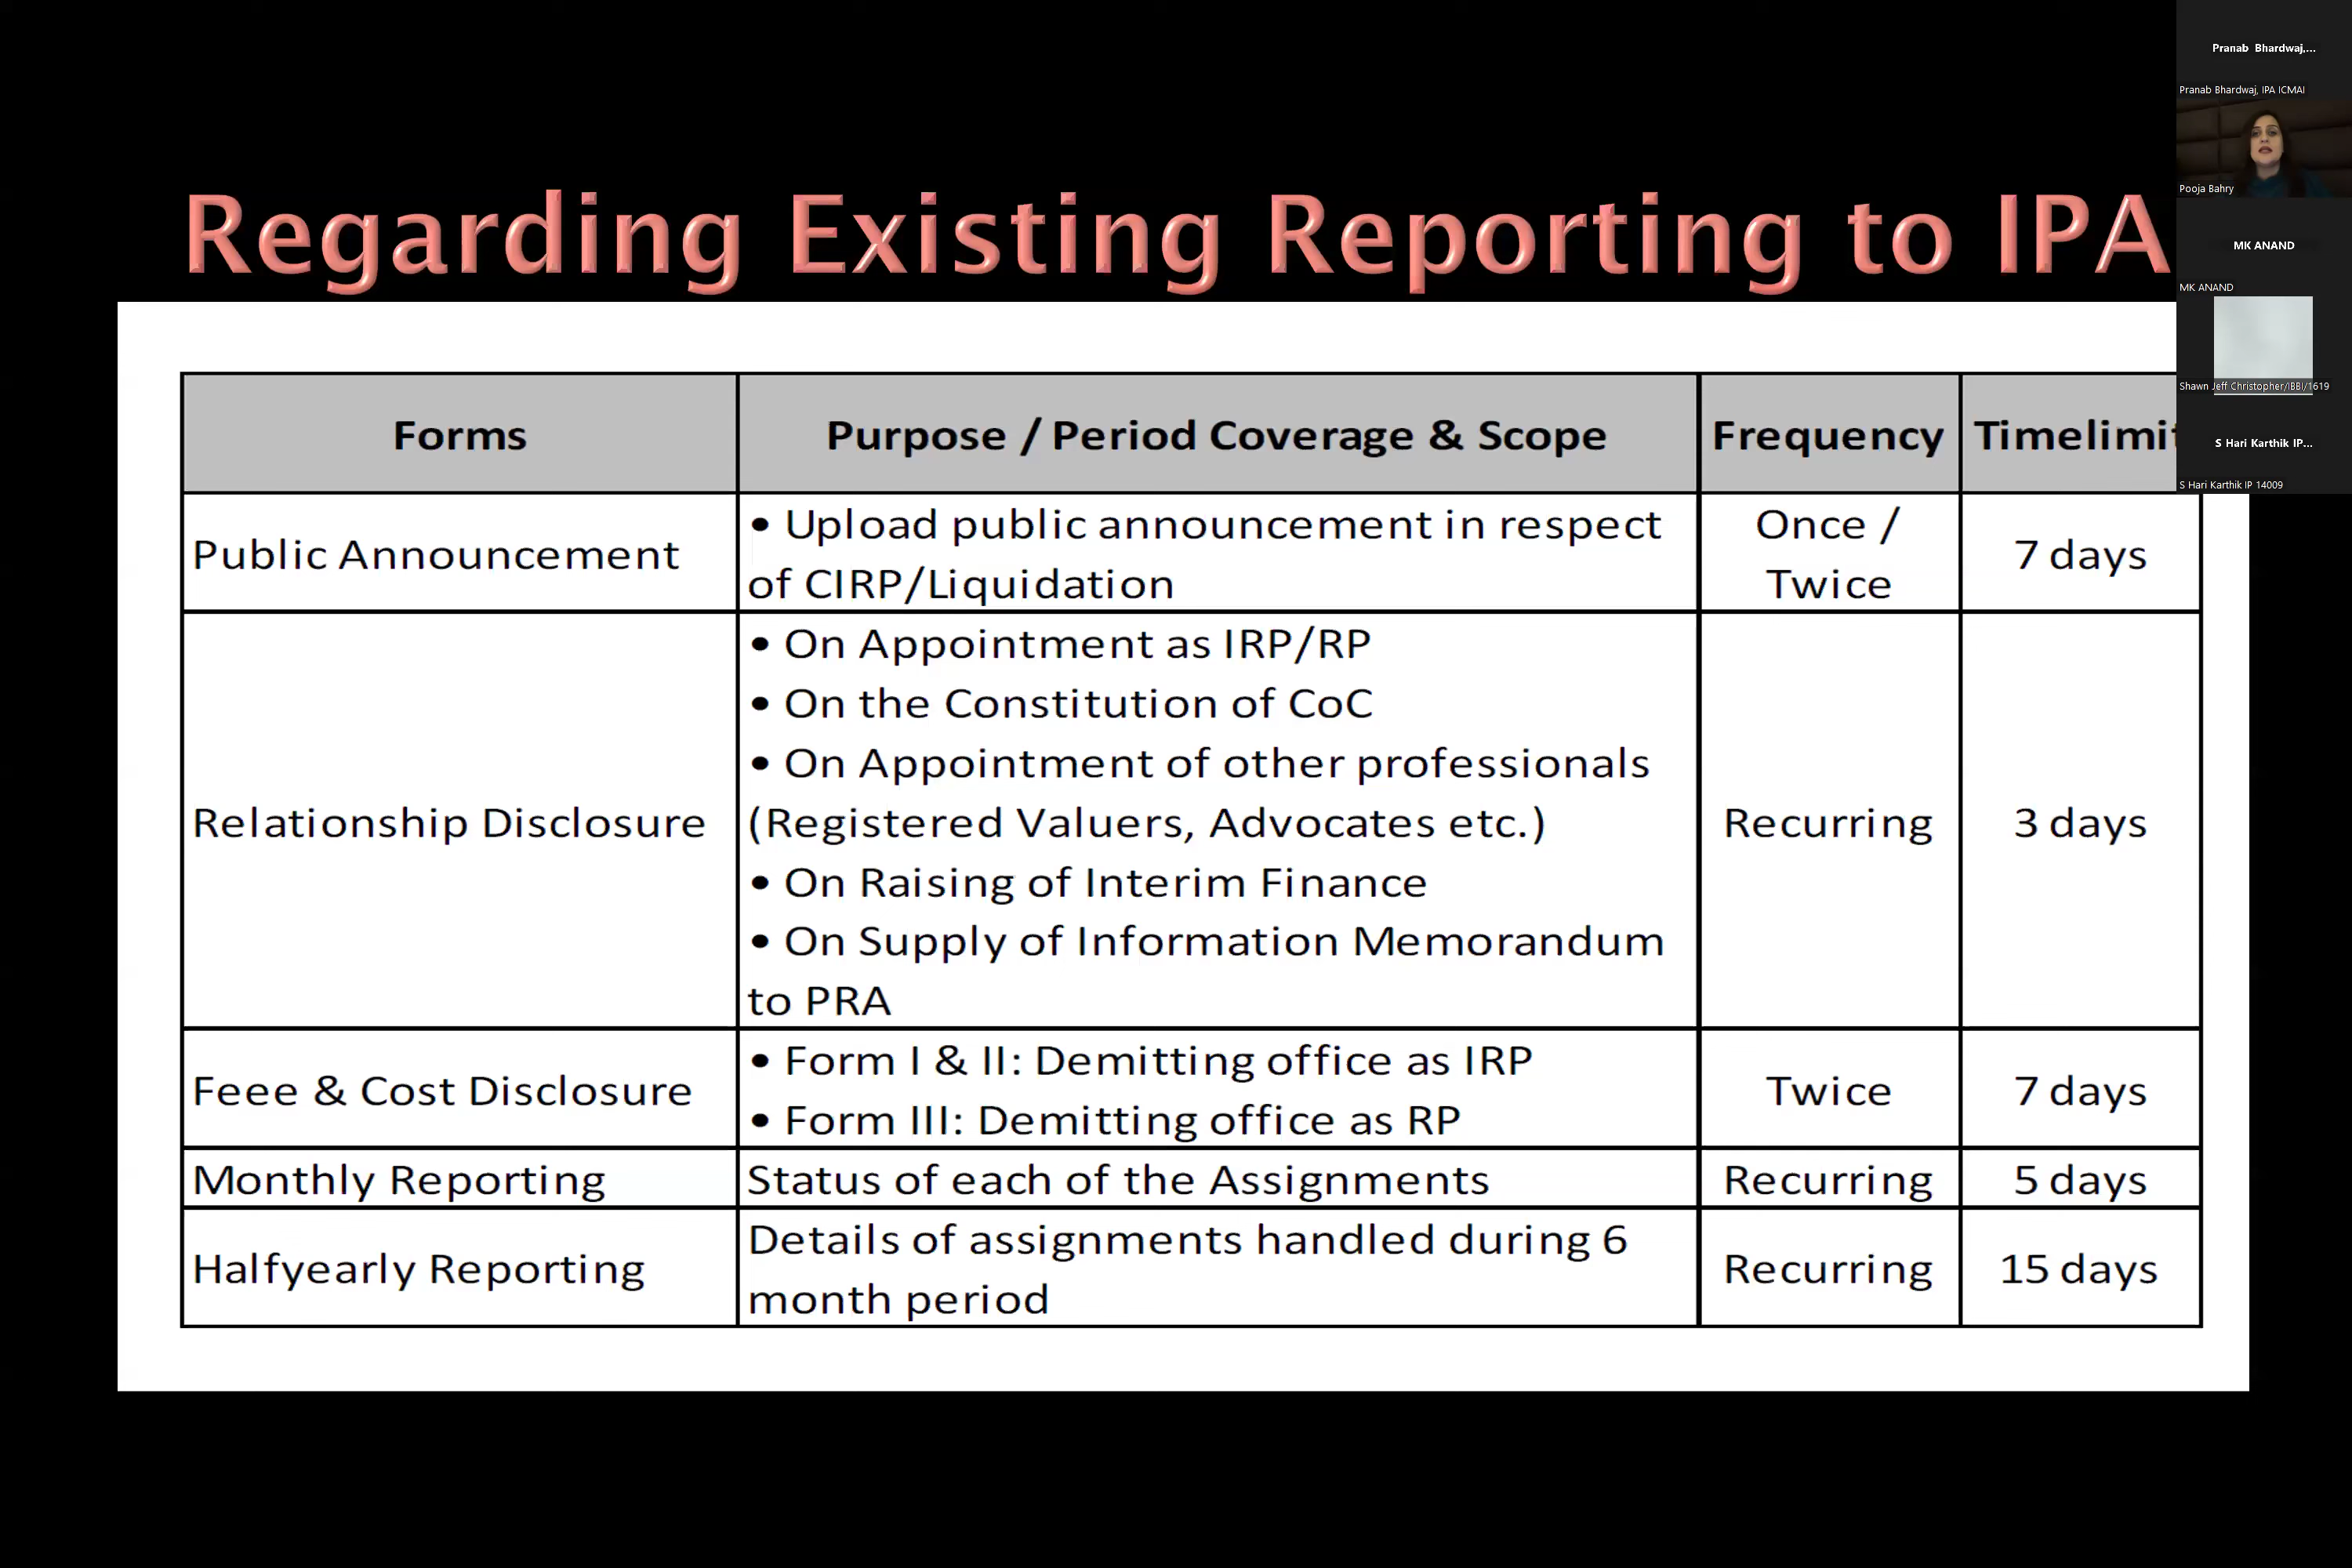 Regarding Existing Reporting to IPA
Forms
Purpose / Period Coverage & Scope
Frequency
Timelimit
Public Announcement
• Upload public announcement in respect
of CIRP/Liquidation
Once /
Twice
7 days
Relationship Disclosure
• On Appointment as IRP/RP
• On the Constitution of CoC
• On Appointment of other professionals
(Registered Valuers, Advocates etc.)
• On Raising of Interim Finance
• On Supply of Information Memorandum
to PRA
Recurring
3 days
Feee & Cost Disclosure
• Form I & II: Demitting office as IRP
• Form III: Demitting office as RP
Twice
7 days
Monthly Reporting
Status of each of the Assignments
Recurring
5 days
Halfyearly Reporting
Details of assignments handled during 6
month period
Recurring
15 days
Pranab Bhardwaj,...
Pranab Bhardwaj, IPA ICMAI
Pooja Bahry
MK ANAND
MK ANAND
Shawn Jeff Christopher/IBBI/1619
S Hari Karthik IP...
S Hari Karthik IP 14009